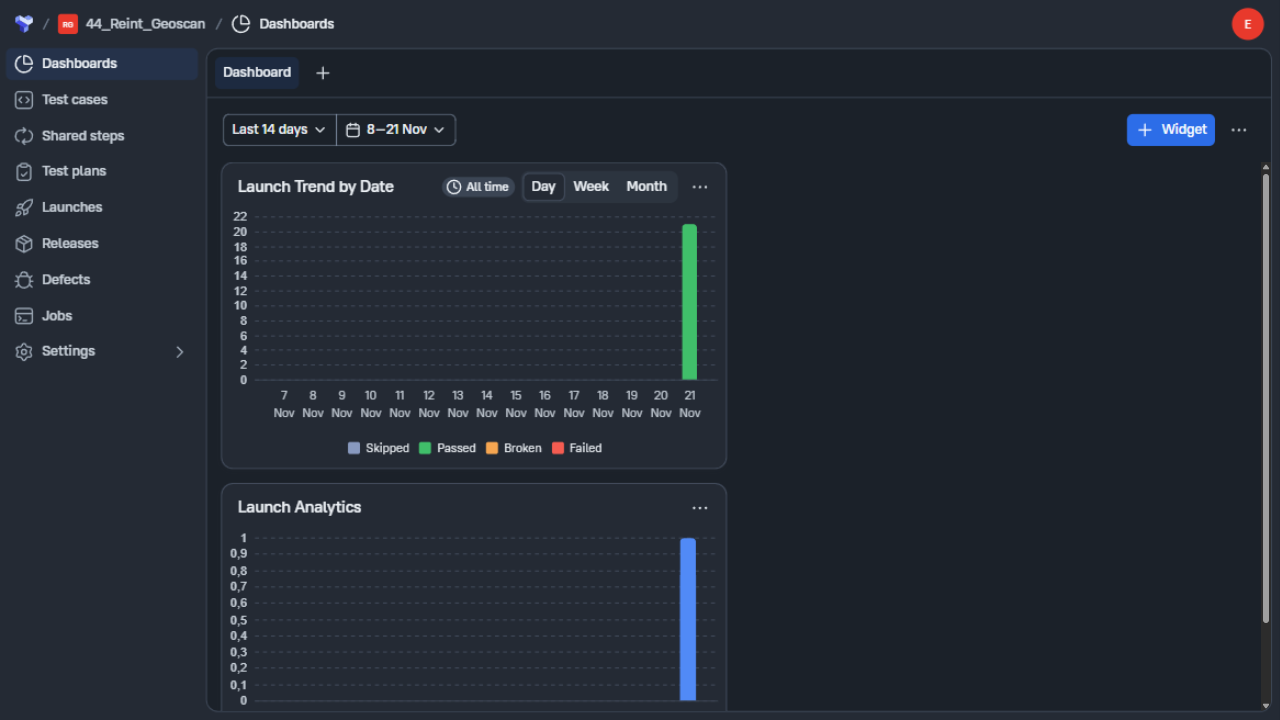 / RG 44_Reint_Geoscan / Dashboards
E
Dashboards
Test cases
Shared steps
Test plans
Launches
Releases
Defects
Jobs
Settings
Dashboard +
Last 14 days
8–21 Nov
+ Widget
Launch Trend by Date
All time
Day
Week
Month
22
20
18
16
14
12
10
8
6
4
2
0
7 8 9 10 11 12 13 14 15 16 17 18 19 20 21
Nov Nov Nov Nov Nov Nov Nov Nov Nov Nov Nov Nov Nov Nov Nov
Skipped Passed Broken Failed
Launch Analytics
1
0,9
0,8
0,7
0,6
0,5
0,4
0,3
0,2
0,1
0